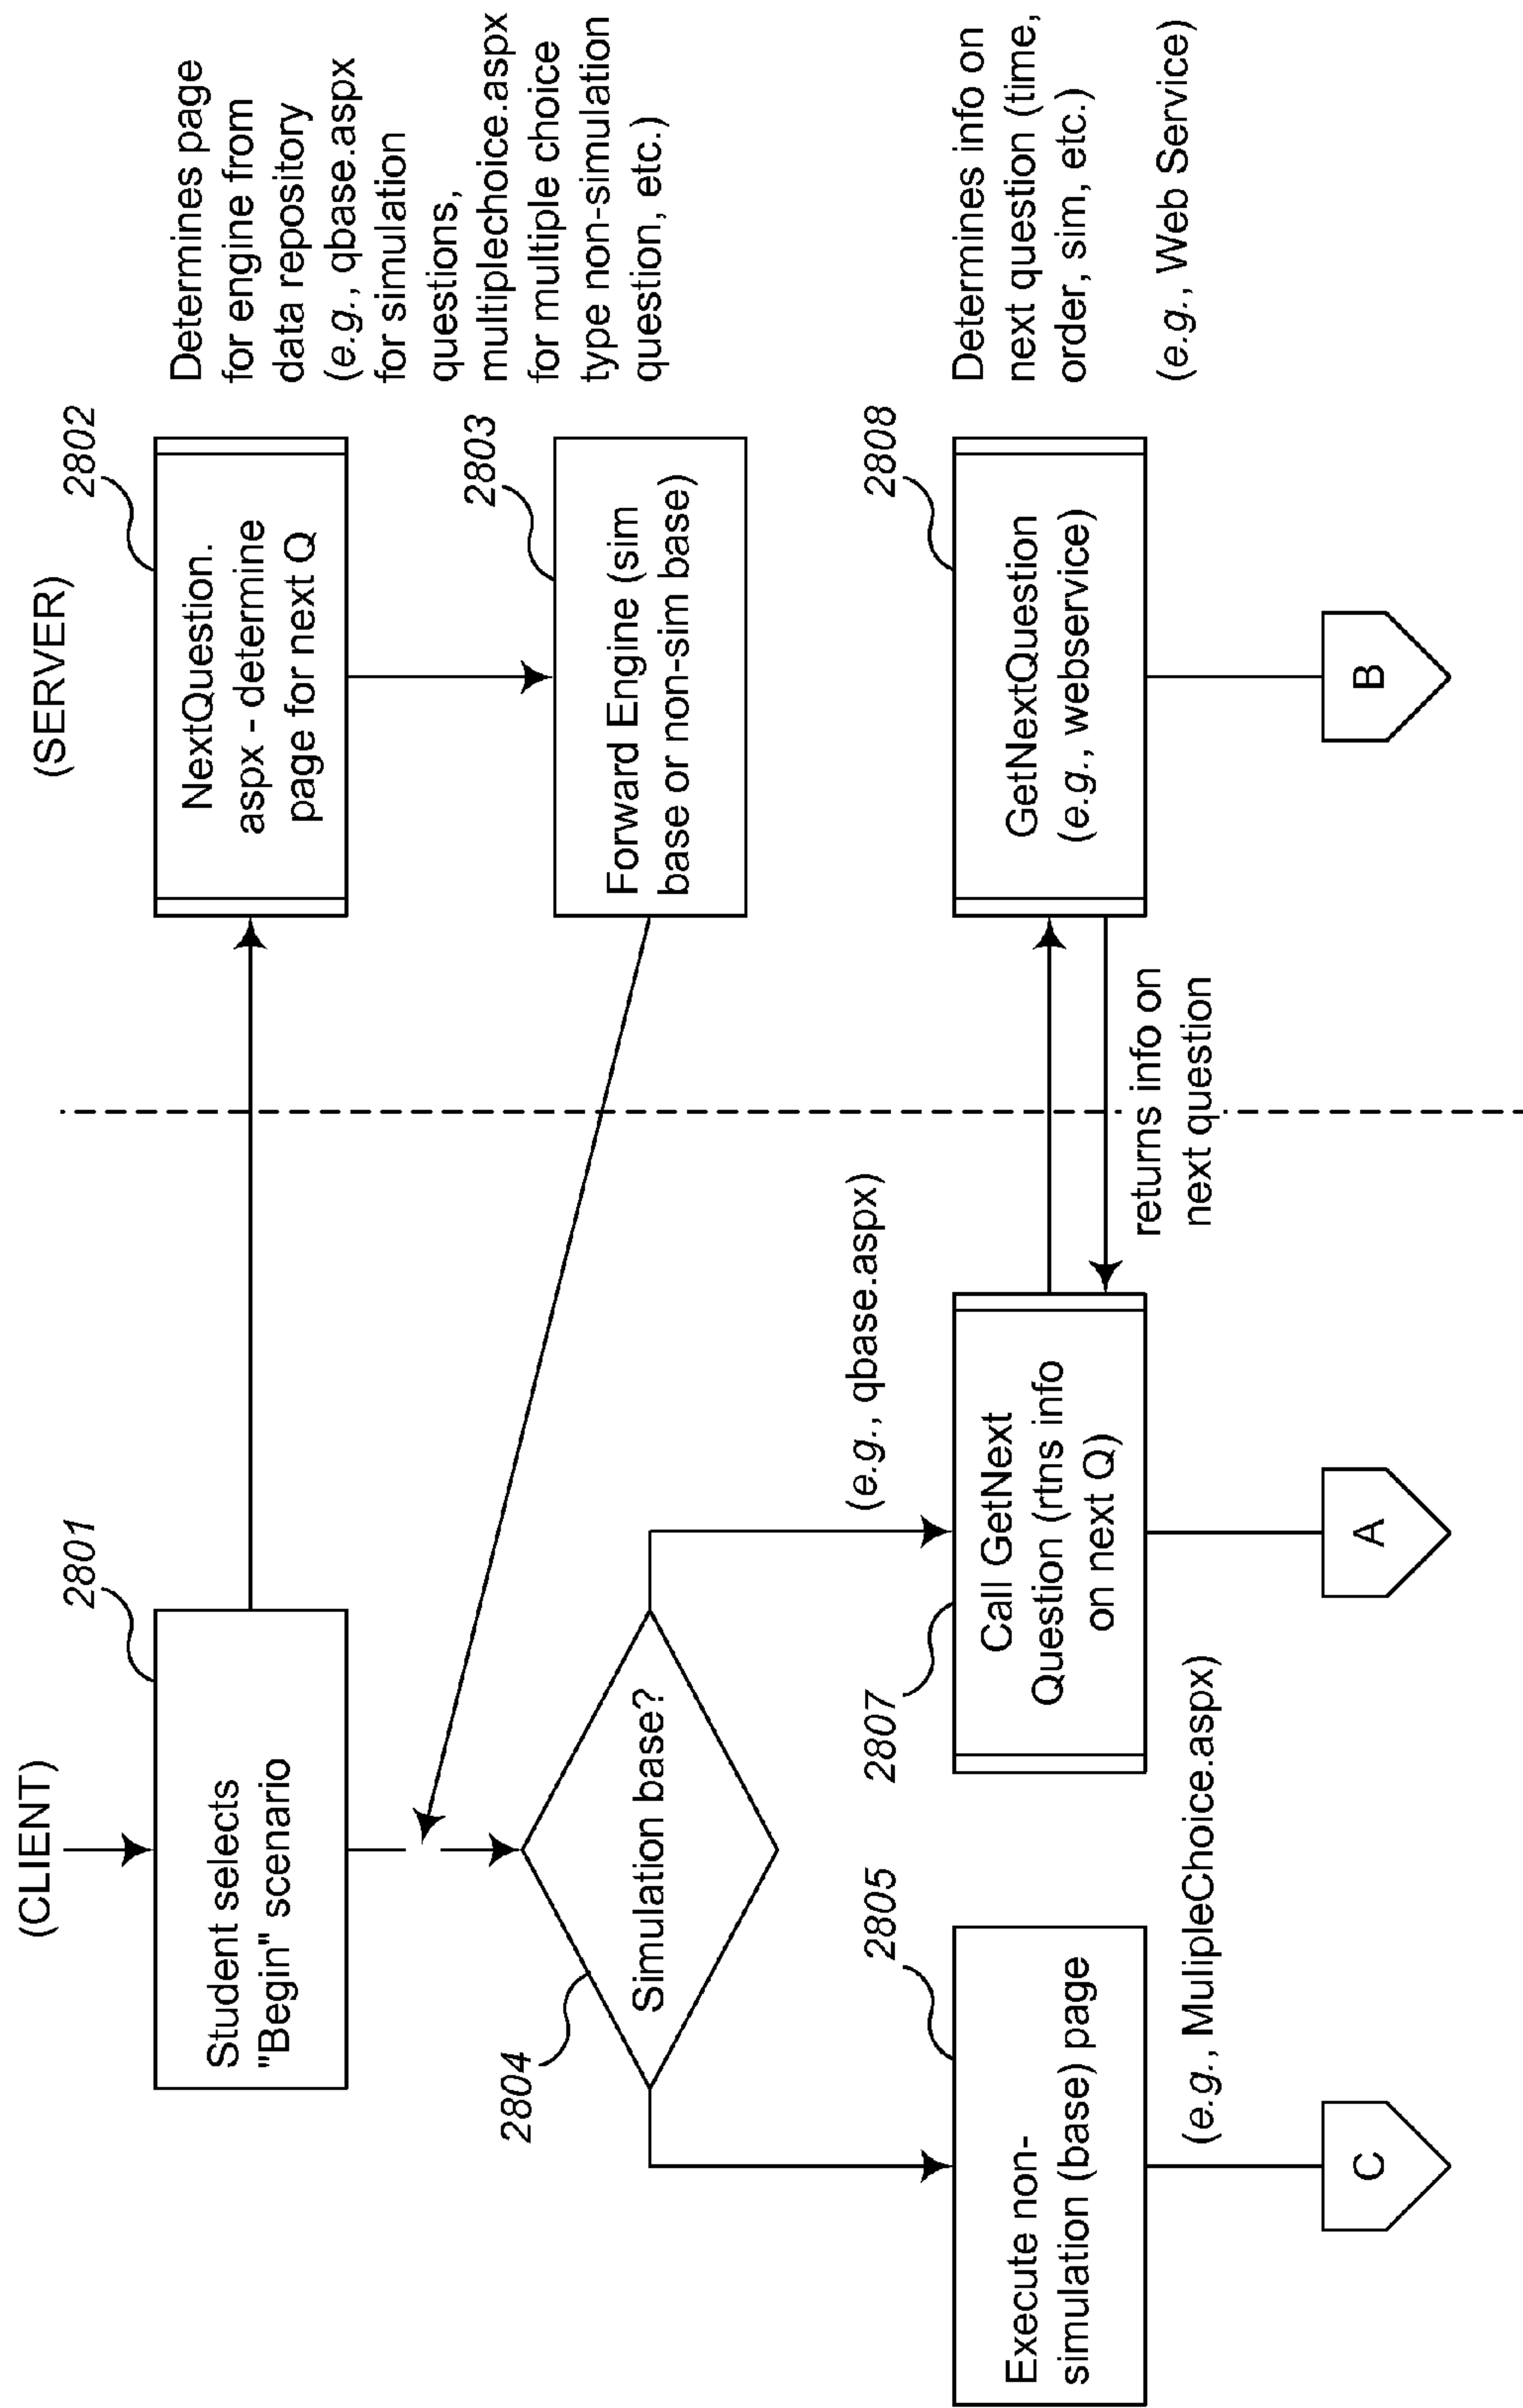 (CLIENT)
(SERVER)
2801
Student selects
"Begin" scenario
2802
NextQuestion.
aspx - determine
page for next Q
Determines page
for engine from
data repository
(e.g., qbase.aspx
for simulation
questions,
multiplechoice.aspx
for multiple choice
type non-simulation
question, etc.)
2803
Forward Engine (sim
base or non-sim base)
2804
Simulation base?
2805
Execute non-
simulation (base) page
(e.g., MulipleChoice.aspx)
C
(e.g., qbase.aspx)
2807
Call GetNext
Question (rtns info
on next Q)
A
returns info on
next question
2808
GetNextQuestion
(e.g., webservice)
B
Determines info on
next question (time,
order, sim, etc.)
(e.g., Web Service)